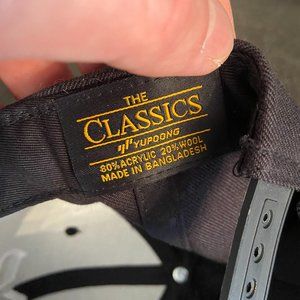 THE
CLASSICS
YUPOONG
80% ACRYLIC 20% WOOL
MADE IN BANGLADESH